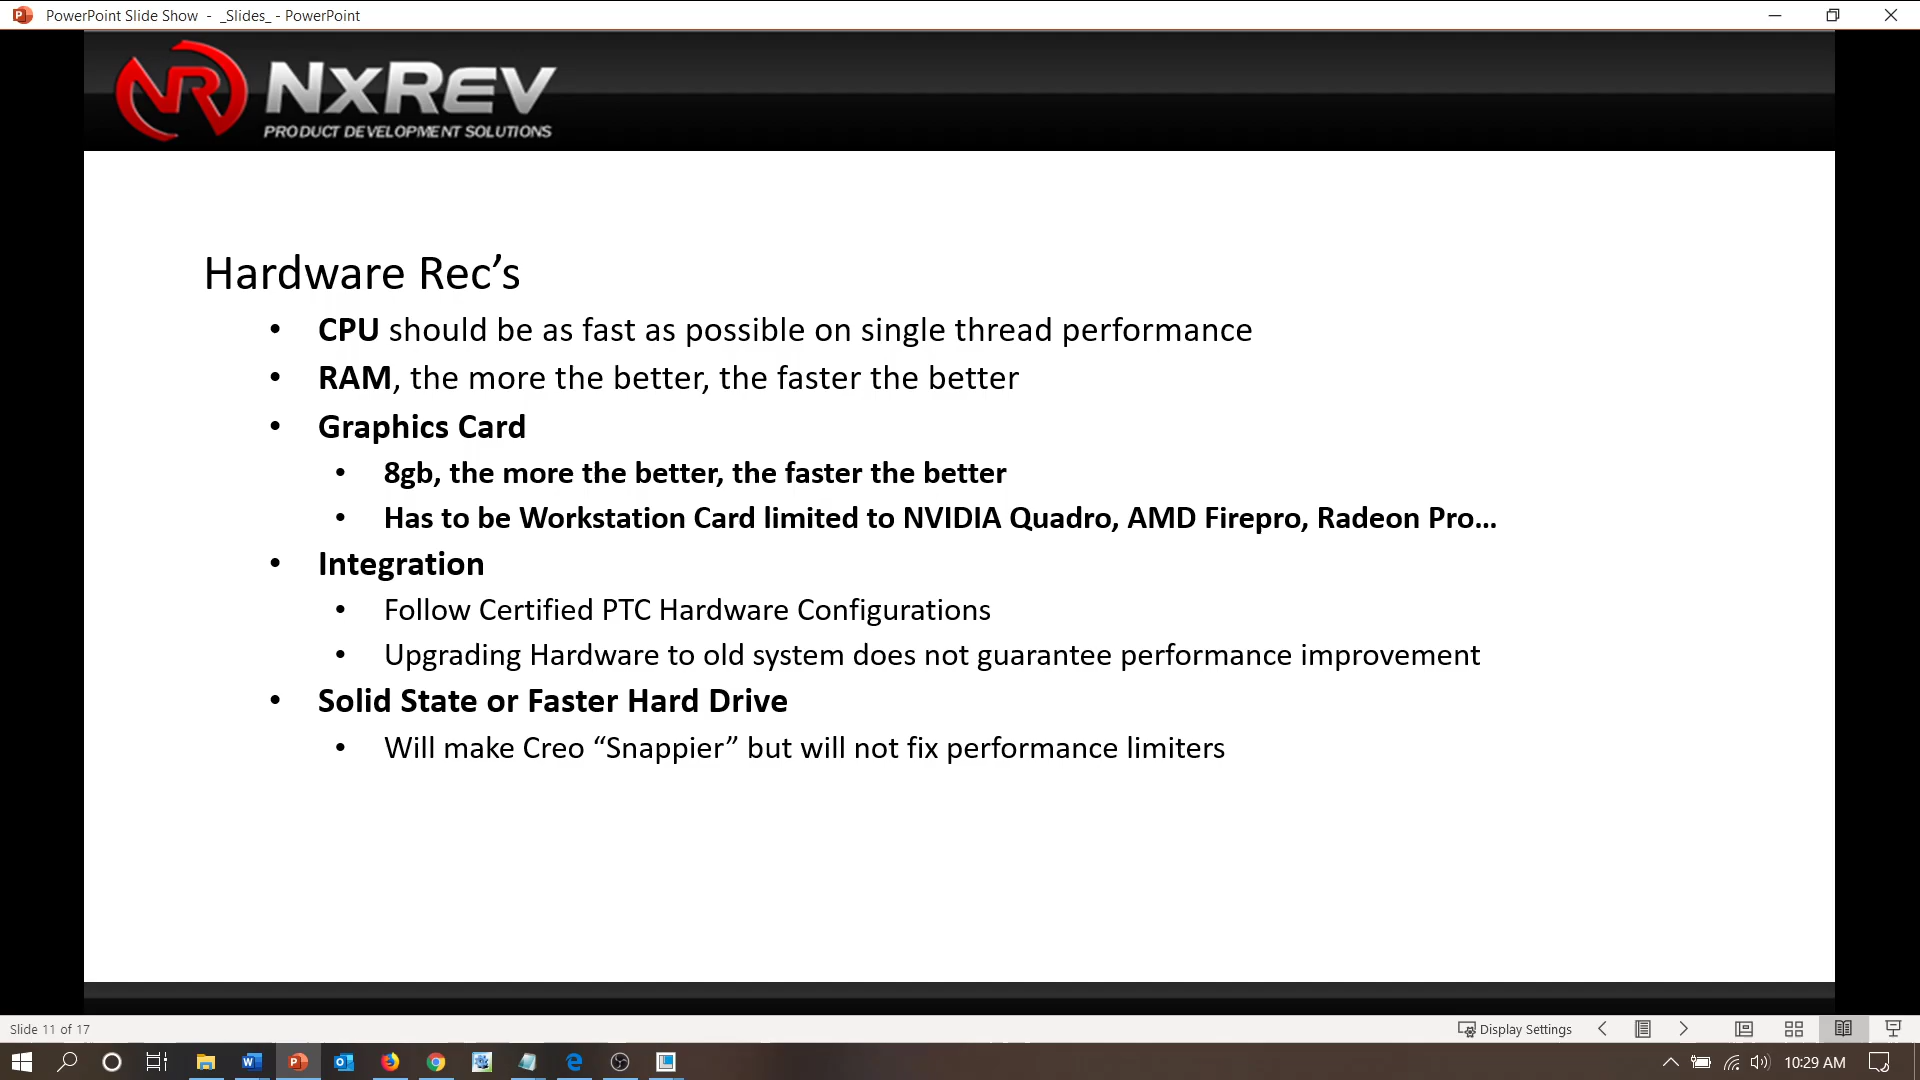 PowerPoint Slide Show - _Slides_ - PowerPoint
NR NxRev
PRODUCT DEVELOPMENT SOLUTIONS
Hardware Rec’s
• CPU should be as fast as possible on single thread performance
• RAM, the more the better, the faster the better
• Graphics Card
• 8gb, the more the better, the faster the better
• Has to be Workstation Card limited to NVIDIA Quadro, AMD Firepro, Radeon Pro...
• Integration
• Follow Certified PTC Hardware Configurations
• Upgrading Hardware to old system does not guarantee performance improvement
• Solid State or Faster Hard Drive
• Will make Creo “Snappier” but will not fix performance limiters
Slide 11 of 17
Display Settings
10:29 AM